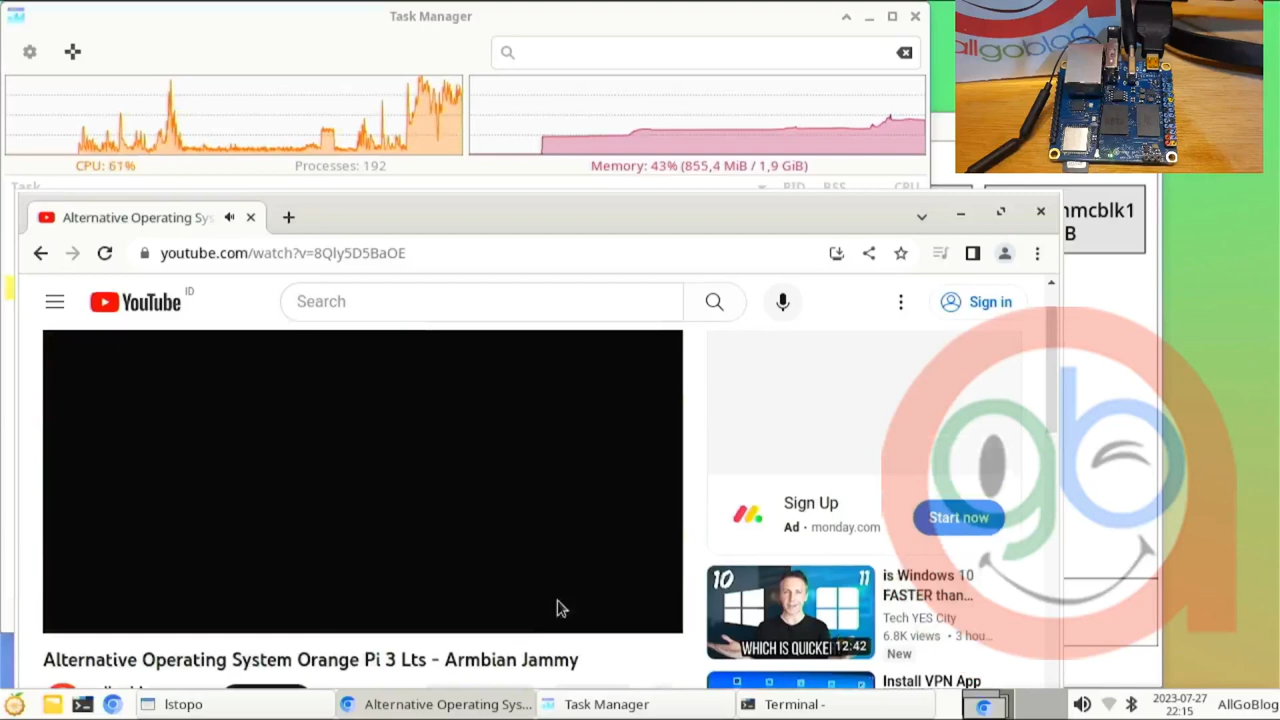 Task Manager
allgoblog
CPU: 61%
Processes: 192
Memory: 43% (855,4 MiB / 1,9 GiB)
Task
PID
RSS
CPU
mmcblk1
B
Alternative Operating Sys
youtube.com/watch?v=8Qly5D5BaOE
YouTube
ID
Search
Sign in
Sign Up
Ad · monday.com
Start now
10
11
WHICH IS QUICKE
12:42
is Windows 10
FASTER than...
Tech YES City
6.8K views • 3 hou...
New
Alternative Operating System Orange Pi 3 Lts - Armbian Jammy
Install VPN App
lstopo
Alternative Operating Sys...
Task Manager
Terminal -
2023-07-27
22:15
AllGoBlog